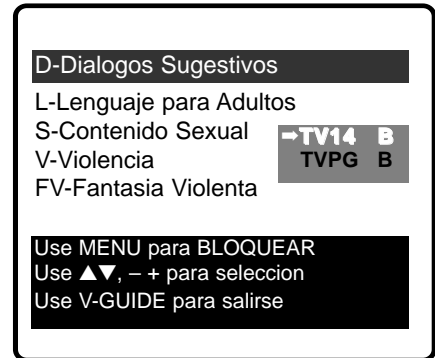 D-Dialogos Sugestivos
L-Lenguaje para Adultos
S-Contenido Sexual
➡TV14 B
V-Violencia
TVPG B
FV-Fantasia Violenta
Use MENU para BLOQUEAR
Use ▲▼, – + para seleccion
Use V-GUIDE para salirse